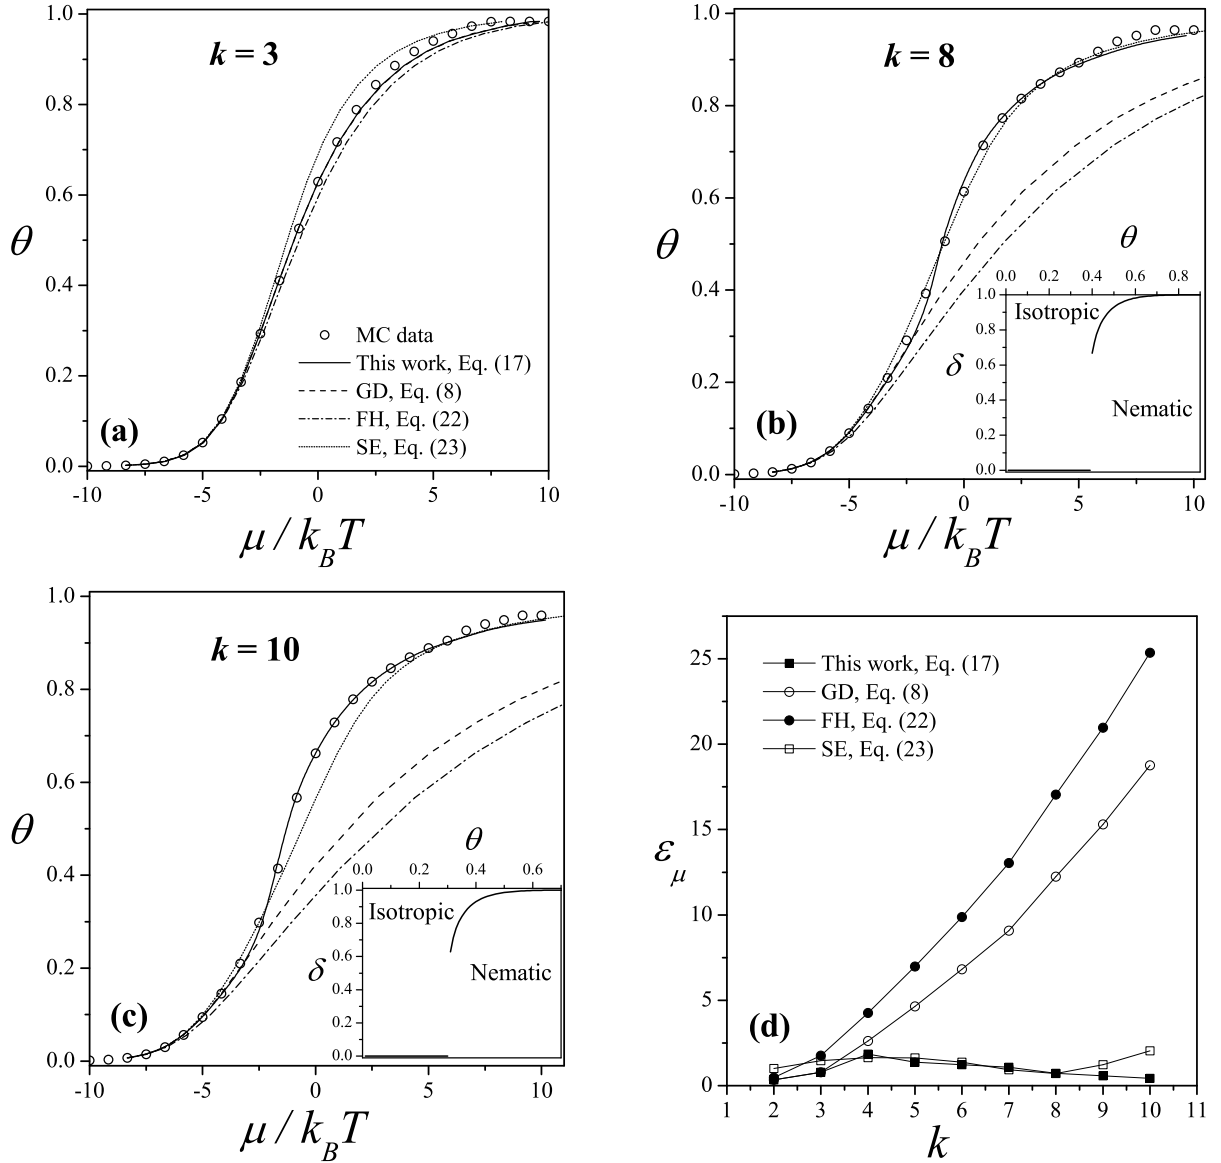 k = 3
1.0
0.8
0.6
0.4
0.2
0.0
θ
MC data
This work, Eq. (17)
GD, Eq. (8)
FH, Eq. (22)
SE, Eq. (23)
(a)
-10 -5 0 5 10
μ / k_B T
k = 8
1.0
0.8
0.6
0.4
0.2
0.0
θ
θ
0.0 0.2 0.4 0.6 0.8
1.0
0.8
0.6
0.4
0.2
0.0
δ
Isotropic
Nematic
(b)
-10 -5 0 5 10
μ / k_B T
k = 10
1.0
0.8
0.6
0.4
0.2
0.0
θ
θ
0.0 0.2 0.4 0.6
1.0
0.8
0.6
0.4
0.2
0.0
δ
Isotropic
Nematic
(c)
-10 -5 0 5 10
μ / k_B T
25
20
15
10
5
0
ε_μ
This work, Eq. (17)
GD, Eq. (8)
FH, Eq. (22)
SE, Eq. (23)
(d)
1 2 3 4 5 6 7 8 9 10 11
k